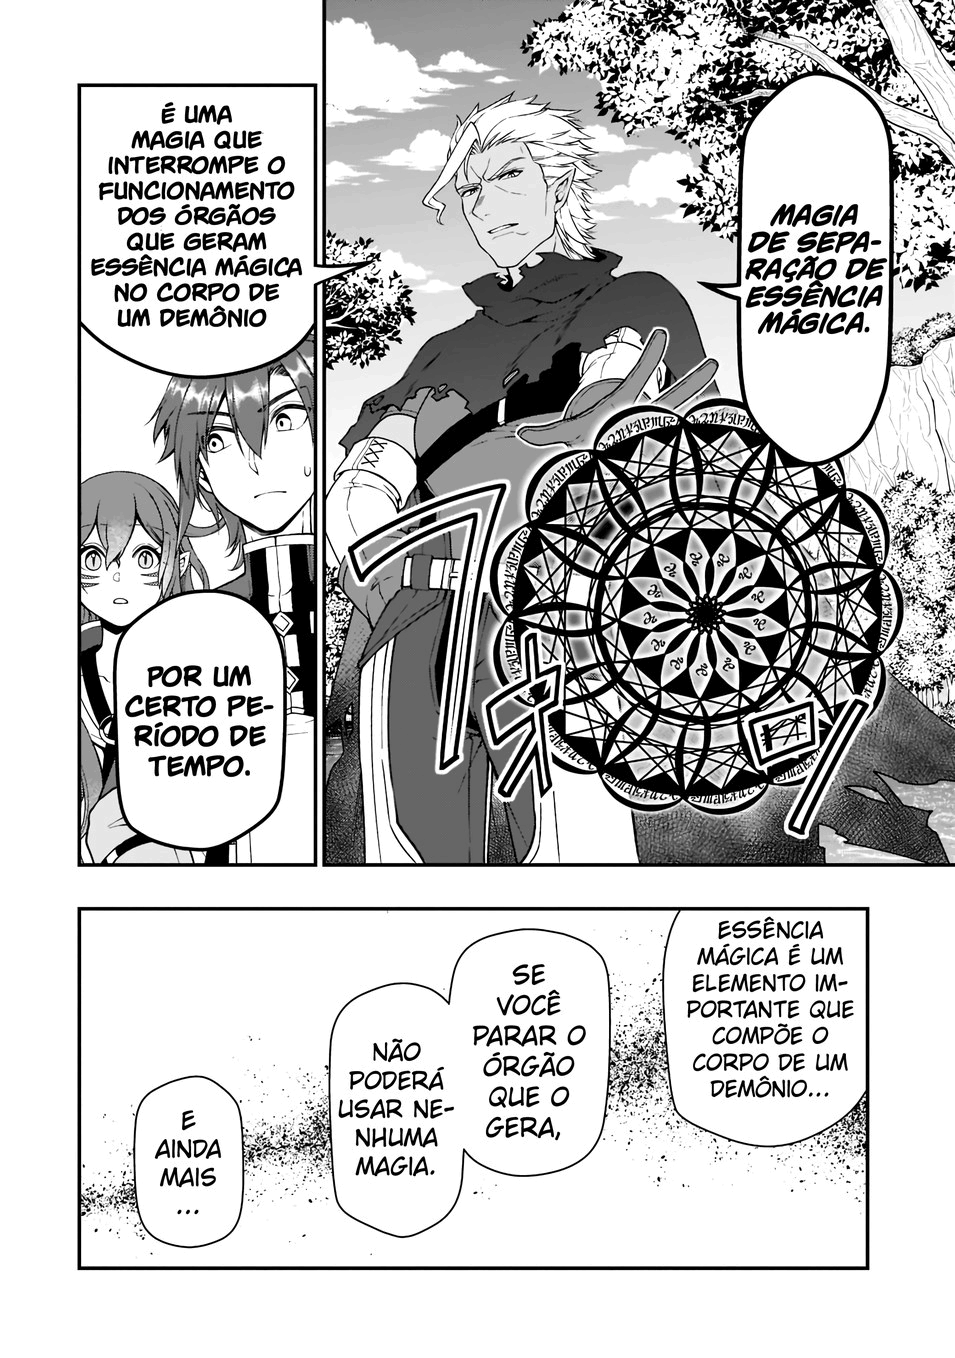 MAGIA
DE SEPA-
RAÇÃO DE
ESSÊNCIA
MÁGICA.
É UMA
MAGIA QUE
INTERROMPE O
FUNCIONAMENTO
DOS ÓRGÃOS
QUE GERAM
ESSÊNCIA MÁGICA
NO CORPO DE
UM DEMÔNIO
POR UM
CERTO PE-
RÍODO DE
TEMPO.
ESSÊNCIA
MÁGICA É UM
ELEMENTO IM-
PORTANTE QUE
COMPÕE O
CORPO DE UM
DEMÔNIO...
SE
VOCÊ
PARAR O
ÓRGÃO
QUE O
GERA,
NÃO
PODERÁ
USAR NE-
NHUMA
MAGIA.
E
AINDA
MAIS
...